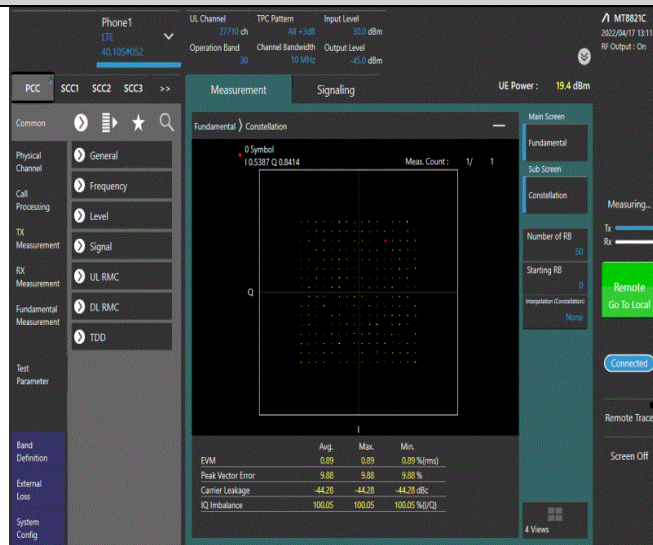 Phone1
LTE
40.105#052
UL Channel
27710 ch
TPC Pattern
All +3dB
Input Level
30.0 dBm
Operation Band
30
Channel Bandwidth
10 MHz
Output Level
-45.0 dBm
MT8821C
2022/04/17 13:11
RF Output : On
PCC SCC1 SCC2 SCC3 >>
Measurement Signaling
UE Power : 19.4 dBm
Common
Physical
Channel
Call
Processing
TX
Measurement
RX
Measurement
Fundamental
Measurement
Test
Parameter
Band
Definition
External
Loss
System
Config
General
Frequency
Level
Signal
UL RMC
DL RMC
TDD
Fundamental 〉 Constellation
0 Symbol
I 0.5387 Q 0.8414
Meas. Count : 1/ 1
Q
I
Avg. Max. Min.
EVM 0.89 0.89 0.89 %(rms)
Peak Vector Error 9.88 9.88 9.88 %
Carrier Leakage -44.28 -44.28 -44.28 dBc
IQ Imbalance 100.05 100.05 100.05 %(I/Q)
Main Screen
Fundamental
Sub Screen
Constellation
Number of RB
50
Starting RB
0
Interpolation (Constellation)
None
4 Views
Measuring...
Tx
Rx
Remote
Go To Local
Connected
Remote Trace
Screen Off